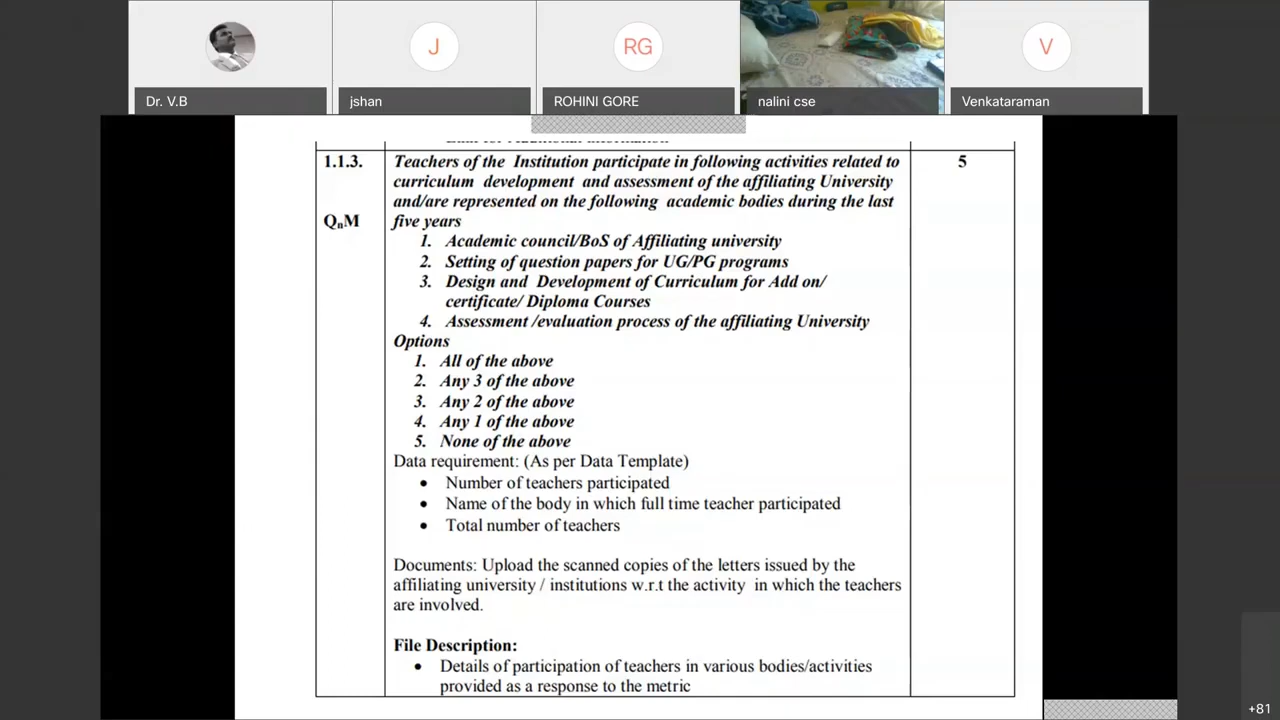 J
RG
V
Dr. V.B
jshan
ROHINI GORE
nalini cse
Venkataraman
1.1.3.
Teachers of the Institution participate in following activities related to
5
curriculum development and assessment of the affiliating University
and/are represented on the following academic bodies during the last
QnM
five years
1. Academic council/BoS of Affiliating university
2. Setting of question papers for UG/PG programs
3. Design and Development of Curriculum for Add on/
certificate/ Diploma Courses
4. Assessment /evaluation process of the affiliating University
Options
1. All of the above
2. Any 3 of the above
3. Any 2 of the above
4. Any 1 of the above
5. None of the above
Data requirement: (As per Data Template)
• Number of teachers participated
• Name of the body in which full time teacher participated
• Total number of teachers
Documents: Upload the scanned copies of the letters issued by the
affiliating university / institutions w.r.t the activity in which the teachers
are involved.
File Description:
• Details of participation of teachers in various bodies/activities
provided as a response to the metric
+81